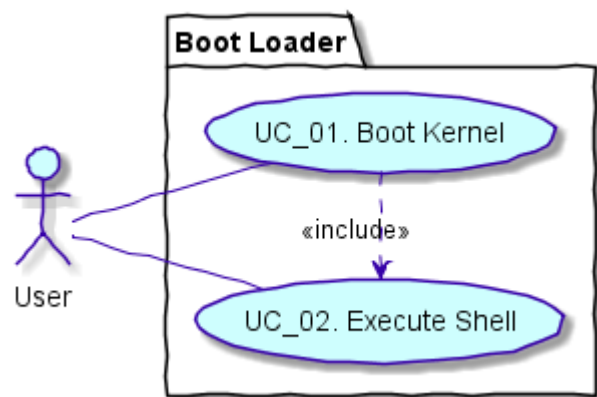 Boot Loader
UC_01. Boot Kernel
«include»
User
UC_02. Execute Shell